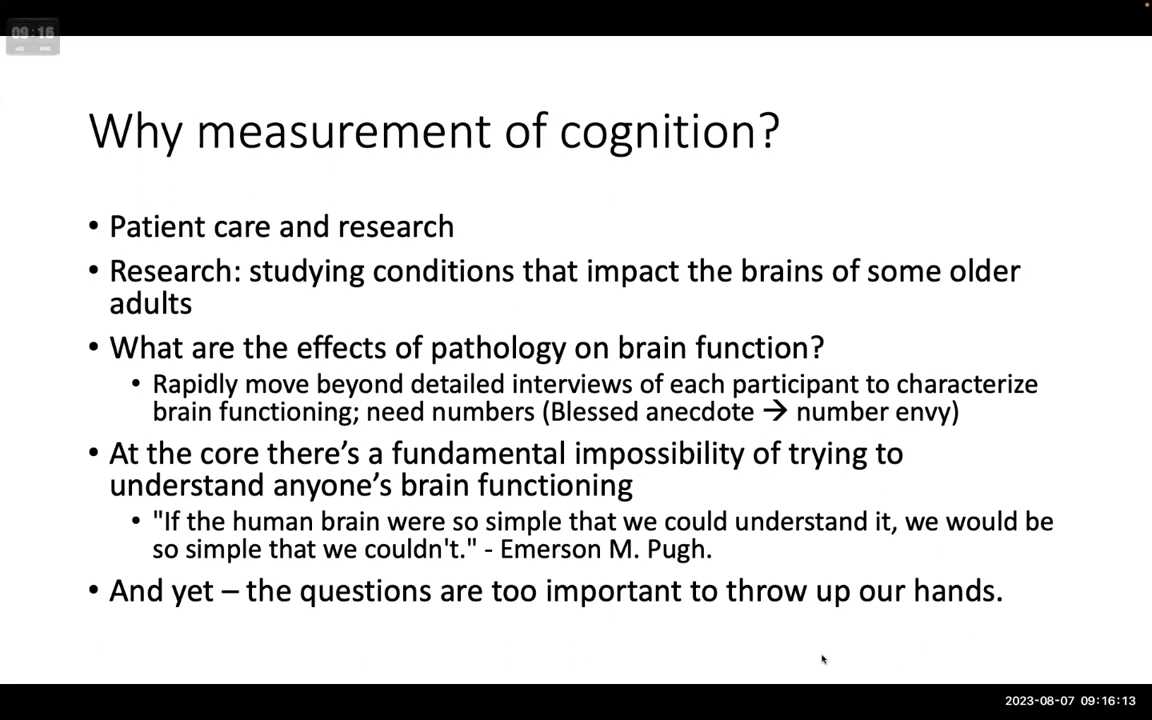 09:16
HRS MINS
Why measurement of cognition?
• Patient care and research
• Research: studying conditions that impact the brains of some older
adults
• What are the effects of pathology on brain function?
• Rapidly move beyond detailed interviews of each participant to characterize
brain functioning; need numbers (Blessed anecdote → number envy)
• At the core there’s a fundamental impossibility of trying to
understand anyone’s brain functioning
• "If the human brain were so simple that we could understand it, we would be
so simple that we couldn't." - Emerson M. Pugh.
• And yet – the questions are too important to throw up our hands.
2023-08-07 09:16:13